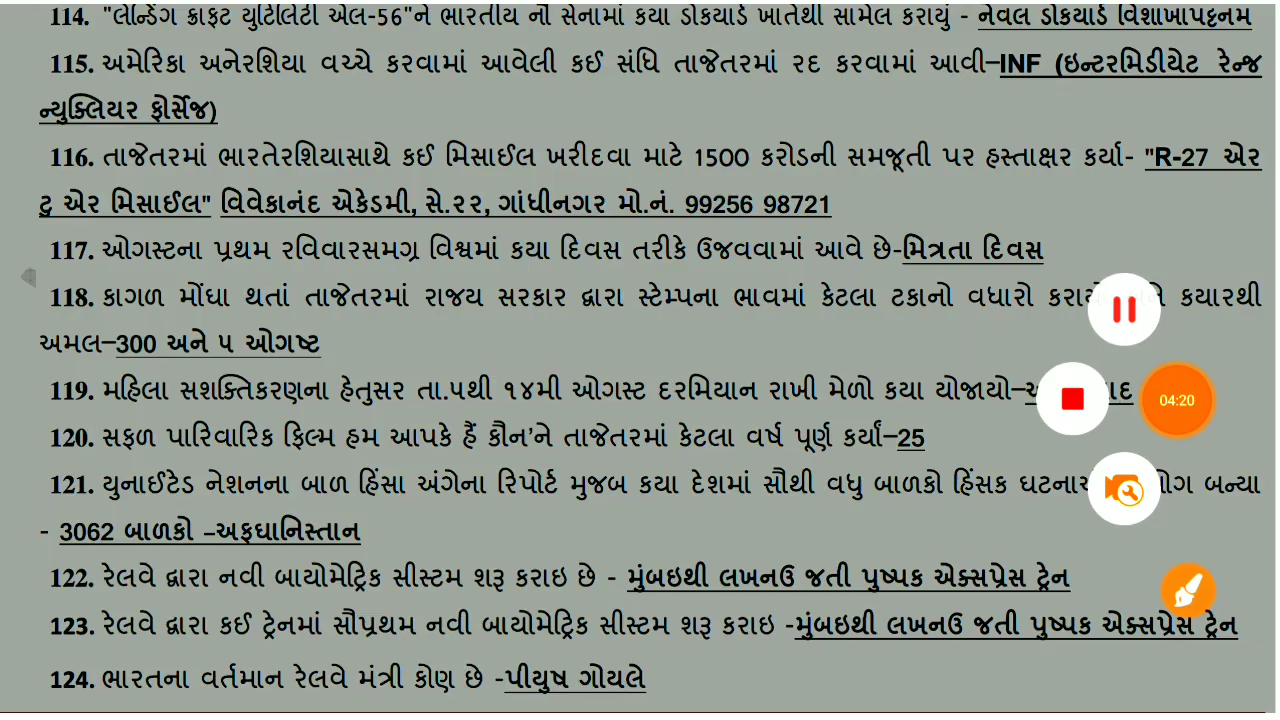 114. "લેન્ડિંગ ક્રાફ્ટ યુટિલિટી એલ-56"ને ભારતીય નૌ સેનામાં કયા ડોકયાર્ડ ખાતેથી સામેલ કરાયું - નેવલ ડોકયાર્ડ વિશાખાપટ્ટનમ
115. અમેરિકા અનેરશિયા વચ્ચે કરવામાં આવેલી કઈ સંધિ તાજેતરમાં રદ કરવામાં આવી–INF (ઇન્ટરમિડીયેટ રેન્જ
ન્યુક્લિયર ફોર્સેજ)
116. તાજેતરમાં ભારતેરશિયાસાથે કઈ મિસાઈલ ખરીદવા માટે 1500 કરોડની સમજૂતી પર હસ્તાક્ષર કર્યા- "R-27 એર
ટુ એર મિસાઈલ" વિવેકાનંદ એકેડમી, સે.૨૨, ગાંધીનગર મો.નં. 99256 98721
117. ઓગસ્ટના પ્રથમ રવિવારસમગ્ર વિશ્વમાં કયા દિવસ તરીકે ઉજવવામાં આવે છે-મિત્રતા દિવસ
118. કાગળ મોંઘા થતાં તાજેતરમાં રાજય સરકાર દ્વારા સ્ટેમ્પના ભાવમાં કેટલા ટકાનો વધારો કયારથી
અમલ–300 અને ૫ ઓગષ્ટ
119. મહિલા સશક્તિકરણના હેતુસર તા.૫થી ૧૪મી ઓગસ્ટ દરમિયાન રાખી મેળો કયા યોજાયો–
120. સફળ પારિવારિક ફિલ્મ હમ આપકે હૈં કૌન'ને તાજેતરમાં કેટલા વર્ષ પૂર્ણ કર્યાં–25
121. યુનાઈટેડ નેશનના બાળ હિંસા અંગેના રિપોર્ટ મુજબ કયા દેશમાં સૌથી વધુ બાળકો હિંસક બન્યા
- 3062 બાળકો –અફઘાનિસ્તાન
122. રેલવે દ્વારા નવી બાયોમેટ્રિક સીસ્ટમ શરૂ કરાઇ છે - મુંબઇથી લખનઉ જતી પુષ્પક એક્સપ્રેસ ટ્રેન
04:20
123. રેલવે દ્વારા કઈ ટ્રેનમાં સૌપ્રથમ નવી બાયોમેટ્રિક સીસ્ટમ શરૂ કરાઇ -મુંબઇથી લખનઉ જતી પુષ્પક એક્સપ્રેસ ટ્રેન
124. ભારતના વર્તમાન રેલવે મંત્રી કોણ છે -પીયુષ ગોયલે